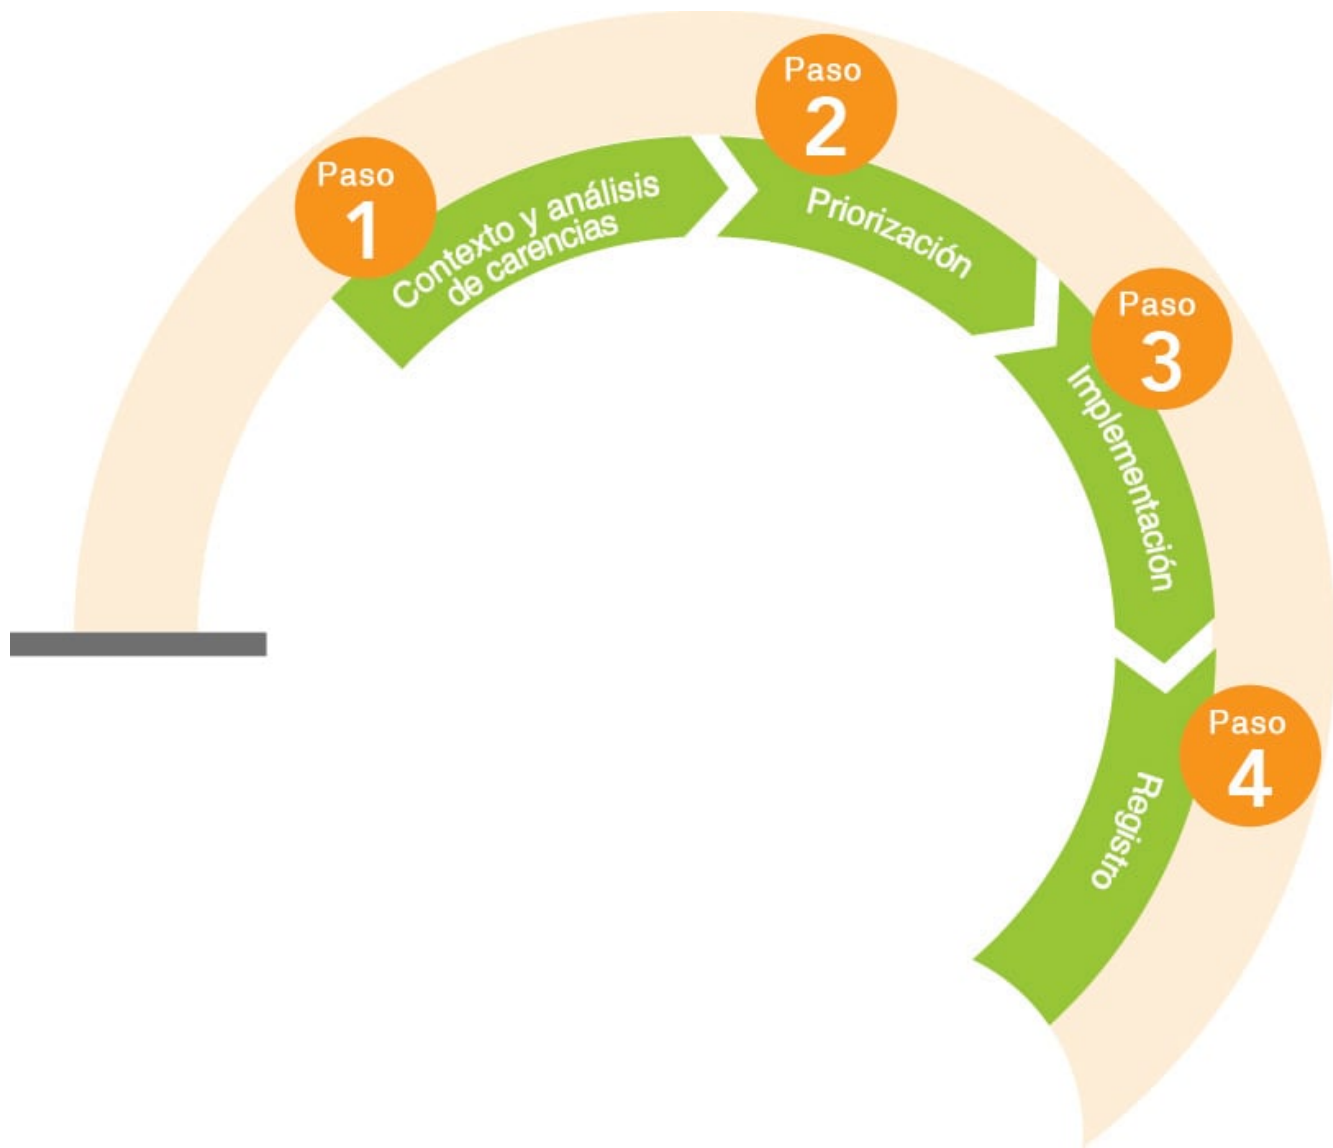 Paso
1
Contexto y análisis
de carencias
Paso
2
Priorización
Paso
3
Implementación
Paso
4
Registro